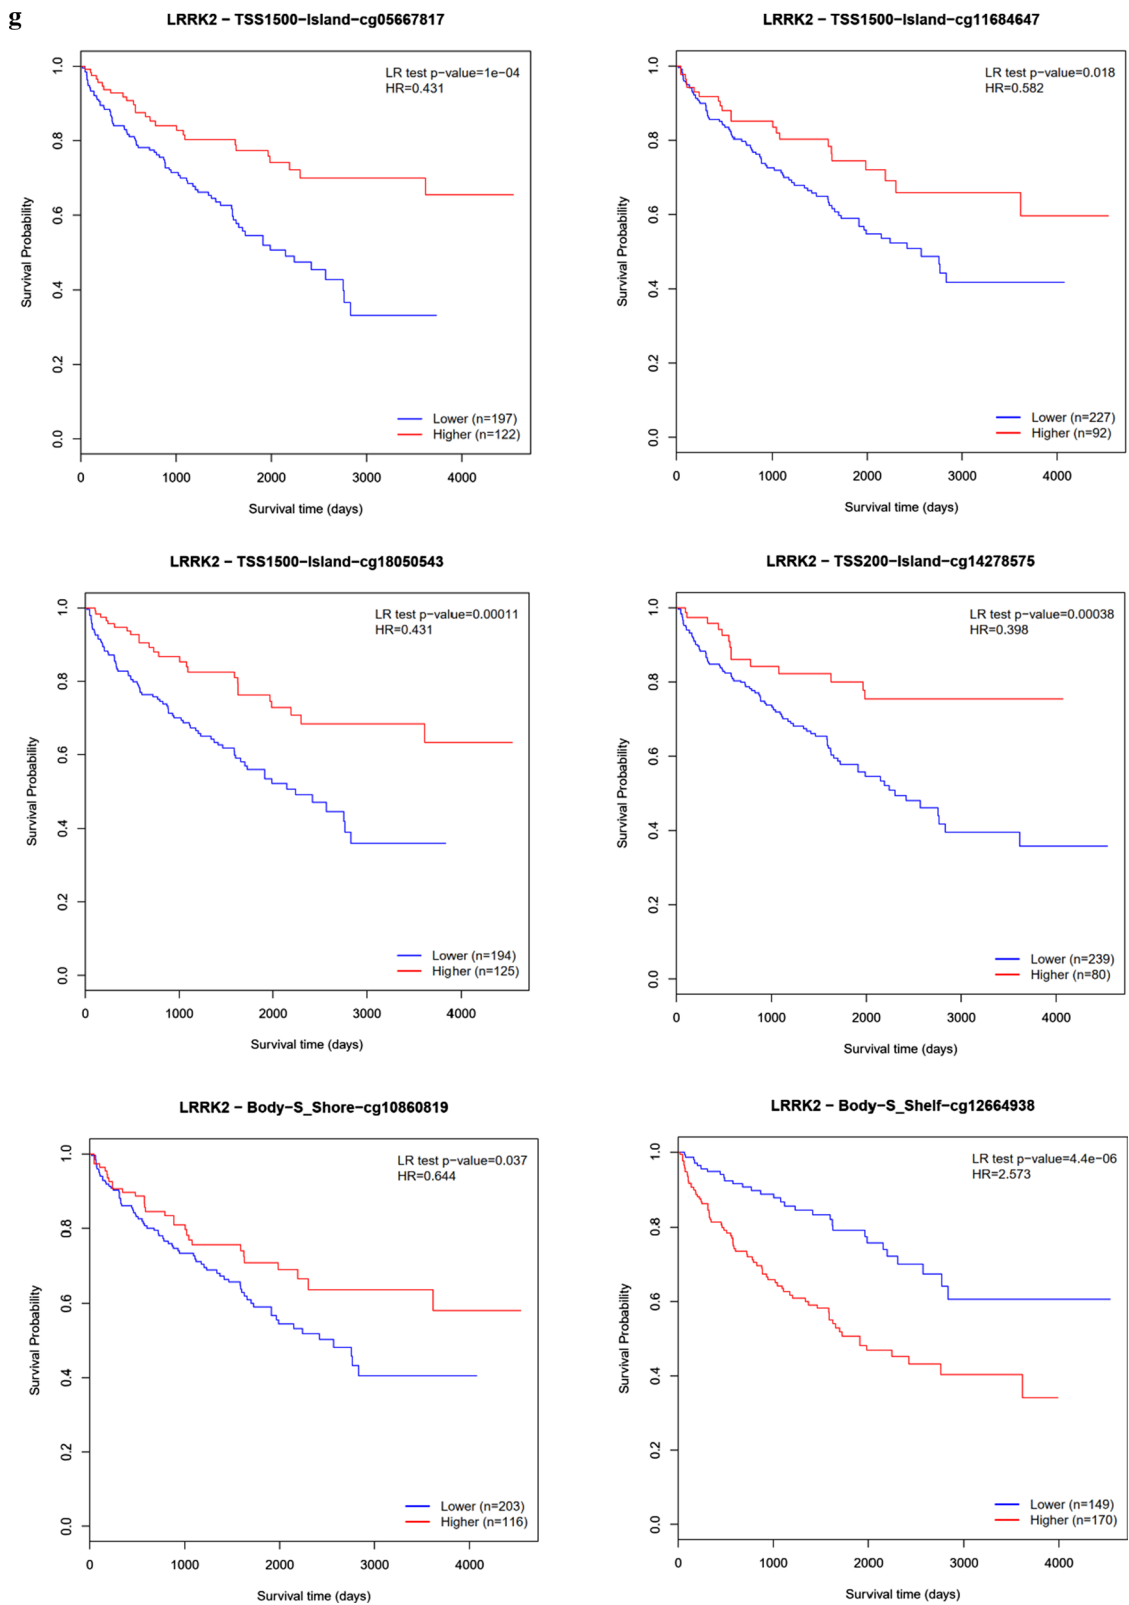 g
LRRK2 – TSS1500–Island–cg05667817
LR test p−value=1e−04
HR=0.431
Survival Probability
1.0
0.8
0.6
0.4
0.2
0.0
Lower (n=197)
Higher (n=122)
0 1000 2000 3000 4000
Survival time (days)
LRRK2 – TSS1500–Island–cg11684647
LR test p−value=0.018
HR=0.582
Survival Probability
1.0
0.8
0.6
0.4
0.2
0.0
Lower (n=227)
Higher (n=92)
0 1000 2000 3000 4000
Survival time (days)
LRRK2 – TSS1500–Island–cg18050543
LR test p−value=0.00011
HR=0.431
Survival Probability
1.0
0.8
0.6
0.4
0.2
0.0
Lower (n=194)
Higher (n=125)
0 1000 2000 3000 4000
Survival time (days)
LRRK2 – TSS200–Island–cg14278575
LR test p−value=0.00038
HR=0.398
Survival Probability
1.0
0.8
0.6
0.4
0.2
0.0
Lower (n=239)
Higher (n=80)
0 1000 2000 3000 4000
Survival time (days)
LRRK2 – Body–S_Shore–cg10860819
LR test p−value=0.037
HR=0.644
Survival Probability
1.0
0.8
0.6
0.4
0.2
0.0
Lower (n=203)
Higher (n=116)
0 1000 2000 3000 4000
Survival time (days)
LRRK2 – Body–S_Shelf–cg12664938
LR test p−value=4.4e−06
HR=2.573
Survival Probability
1.0
0.8
0.6
0.4
0.2
0.0
Lower (n=149)
Higher (n=170)
0 1000 2000 3000 4000
Survival time (days)